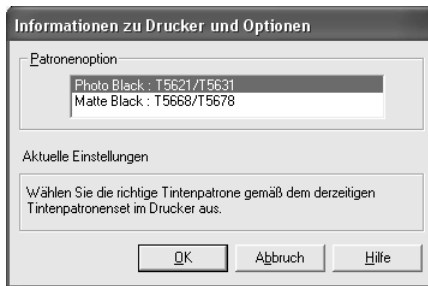 Informationen zu Drucker und Optionen
Patronenoption
Photo Black : T5621/T5631
Matte Black : T5668/T5678
Aktuelle Einstellungen
Wählen Sie die richtige Tintenpatrone gemäß dem derzeitigen
Tintenpatronenset im Drucker aus.
OK Abbruch Hilfe